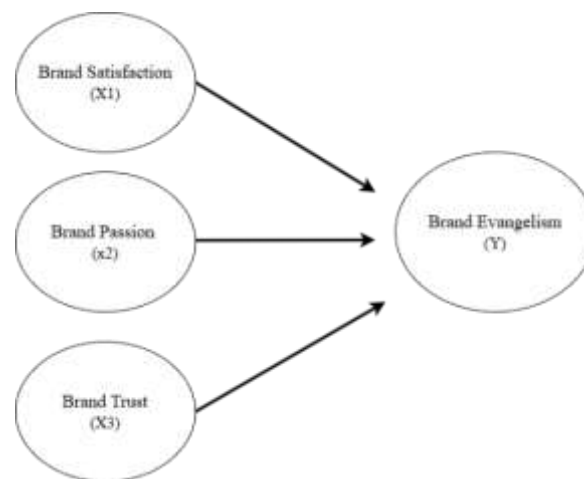 Brand Satisfaction
(X1)
Brand Passion
(x2)
Brand Evangelism
(Y)
Brand Trust
(X3)